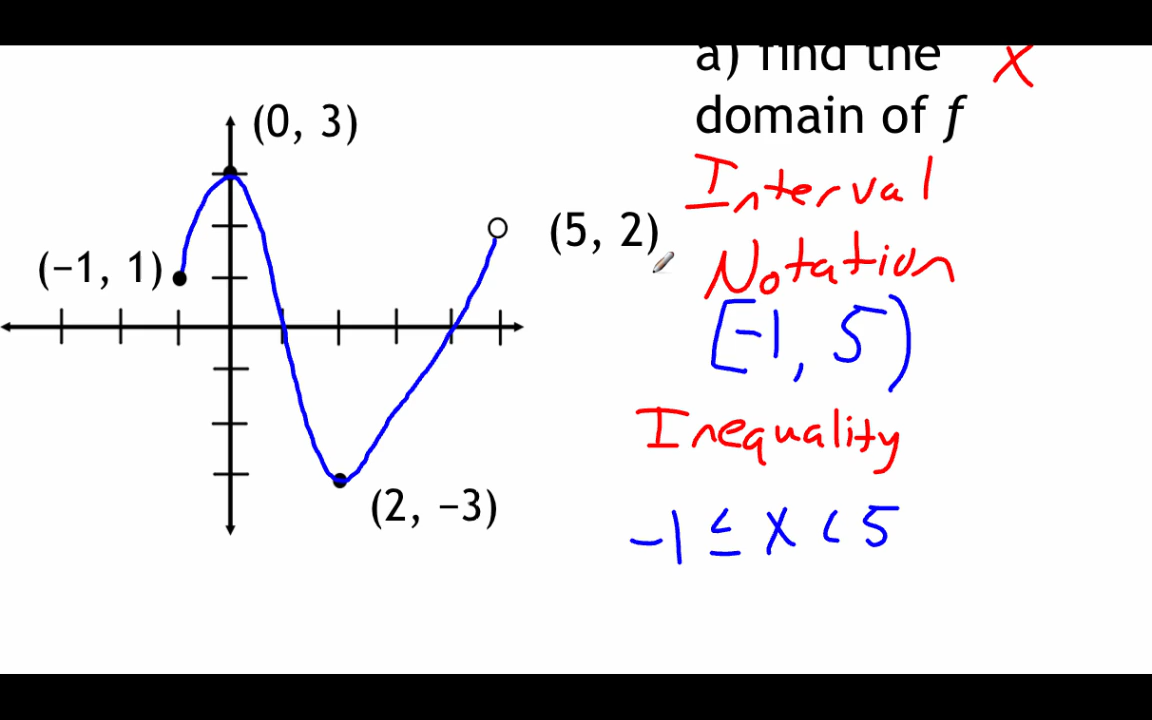 (0, 3)
(−1, 1)
(5, 2)
(2, −3)
a) find the x
domain of f
Interval
Notation
[-1, 5)
Inequality
-1 ≤ x < 5